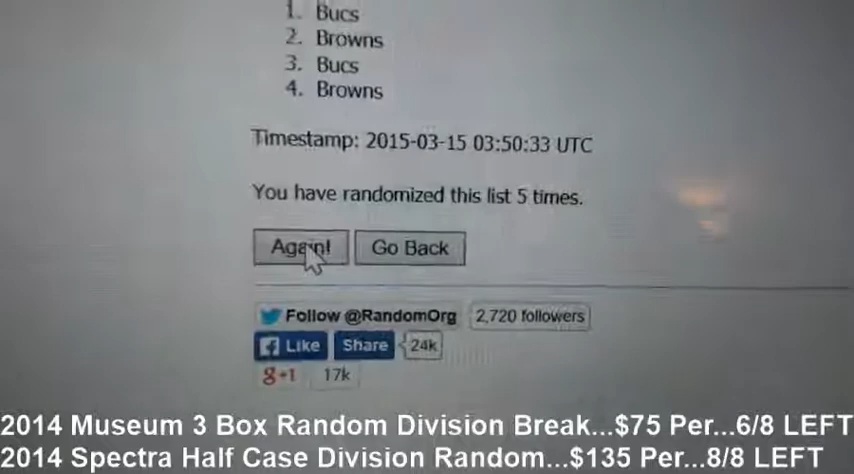 1. Bucs
2. Browns
3. Bucs
4. Browns
Timestamp: 2015-03-15 03:50:33 UTC
You have randomized this list 5 times.
Again! Go Back
Follow @RandomOrg 2,720 followers
Like Share 24k
g+1 17k
2014 Museum 3 Box Random Division Break...$75 Per...6/8 LEFT
2014 Spectra Half Case Division Random...$135 Per...8/8 LEFT